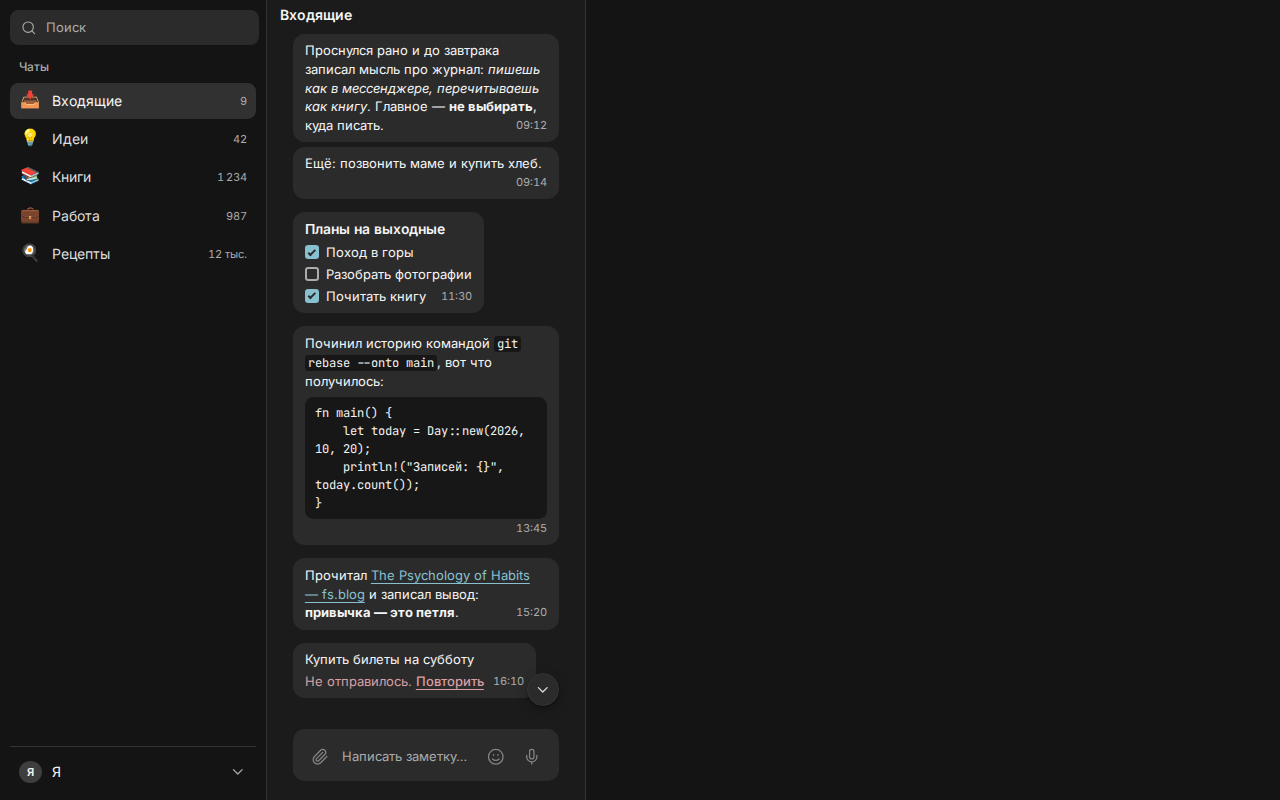 Поиск
Чаты
Входящие 9
Идеи 42
Книги 1 234
Работа 987
Рецепты 12 тыс.
Я Я
Входящие
Проснулся рано и до завтрака
записал мысль про журнал: пишешь
как в мессенджере, перечитываешь
как книгу. Главное — не выбирать,
куда писать. 09:12
Ещё: позвонить маме и купить хлеб.
09:14
Планы на выходные
Поход в горы
Разобрать фотографии
Почитать книгу 11:30
Починил историю командой git
rebase --onto main, вот что
получилось:
fn main() {
    let today = Day::new(2026,
10, 20);
    println!("Записей: {}",
today.count());
}
13:45
Прочитал The Psychology of Habits
— fs.blog и записал вывод:
привычка — это петля. 15:20
Купить билеты на субботу
Не отправилось. Повторить 16:10
Написать заметку...